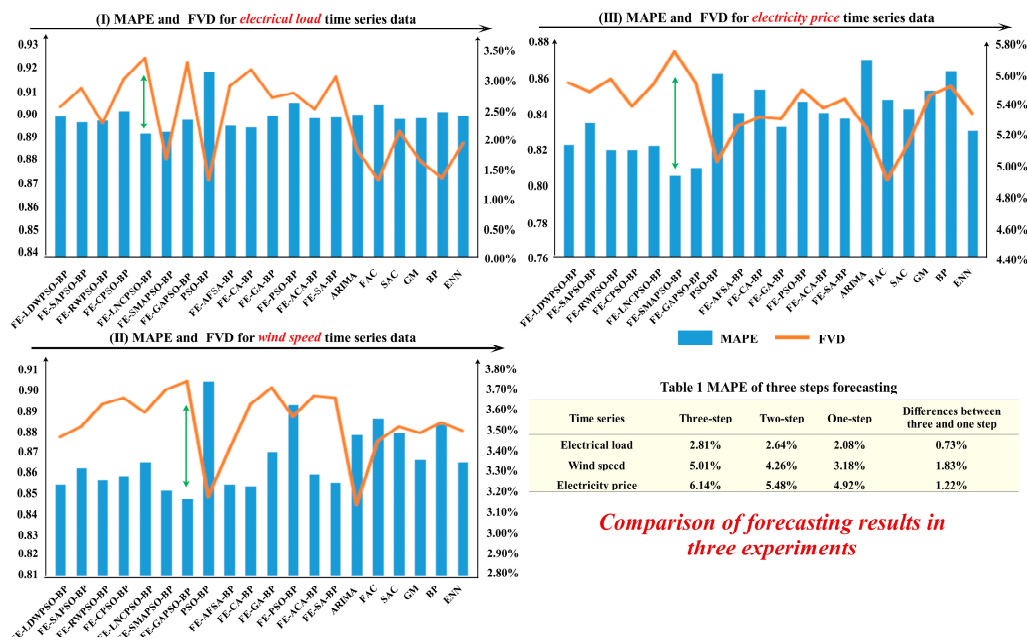 (I) MAPE and FVD for electrical load time series data
0.93
0.92
0.91
0.90
0.89
0.88
0.87
0.86
0.85
0.84
3.50%
3.00%
2.50%
2.00%
1.50%
1.00%
0.50%
0.00%
FE-LDWPSO-BP
FE-SAPSO-BP
FE-RWPSO-BP
FE-CPSO-BP
FE-LNCPSO-BP
FE-SMAPSO-BP
FE-GAPSO-BP
PSO-BP
FE-AFSA-BP
FE-CA-BP
FE-GA-BP
FE-PSO-BP
FE-ACA-BP
FE-SA-BP
ARIMA
FAC
SAC
GM
BP
ENN
(III) MAPE and FVD for electricity price time series data
0.88
0.86
0.84
0.82
0.80
0.78
0.76
5.80%
5.60%
5.40%
5.20%
5.00%
4.80%
4.60%
4.40%
FE-LDWPSO-BP
FE-SAPSO-BP
FE-RWPSO-BP
FE-CPSO-BP
FE-LNCPSO-BP
FE-SMAPSO-BP
FE-GAPSO-BP
PSO-BP
FE-AFSA-BP
FE-CA-BP
FE-GA-BP
FE-PSO-BP
FE-ACA-BP
FE-SA-BP
ARIMA
FAC
SAC
GM
BP
ENN
MAPE FVD
(II) MAPE and FVD for wind speed time series data
0.91
0.90
0.89
0.88
0.87
0.86
0.85
0.84
0.83
0.82
0.81
3.80%
3.70%
3.60%
3.50%
3.40%
3.30%
3.20%
3.10%
3.00%
2.90%
2.80%
FE-LDWPSO-BP
FE-SAPSO-BP
FE-RWPSO-BP
FE-CPSO-BP
FE-LNCPSO-BP
FE-SMAPSO-BP
FE-GAPSO-BP
PSO-BP
FE-AFSA-BP
FE-CA-BP
FE-GA-BP
FE-PSO-BP
FE-ACA-BP
FE-SA-BP
ARIMA
FAC
SAC
GM
BP
ENN
Table 1 MAPE of three steps forecasting
Time series Three-step Two-step One-step Differences between
three and one step
Electrical load 2.81% 2.64% 2.08% 0.73%
Wind speed 5.01% 4.26% 3.18% 1.83%
Electricity price 6.14% 5.48% 4.92% 1.22%
Comparison of forecasting results in
three experiments